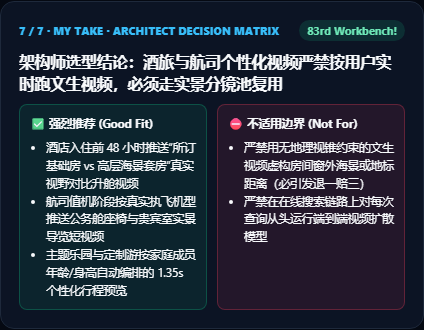 7 / 7 · MY TAKE · ARCHITECT DECISION MATRIX
83rd Workbench!
架构师选型结论：酒旅与航司个性化视频严禁按用户实
时跑文生视频，必须走实景分镜池复用
✅ 强烈推荐 (Good Fit)
• 酒店入住前 48 小时推送“所订
基础房 vs 高层海景套房”真实
视野对比升舱视频
• 航司值机阶段按真实执飞机型
推送公务舱座椅与贵宾室实景
导览短视频
• 主题乐园与定制游按家庭成员
年龄/身高自动编排的 1.35s
个性化行程预览
⛔ 不适用边界 (Not For)
• 严禁用无地理视锥约束的文生
视频虚构房间窗外海景或地标
距离（必引发退一赔三）
• 严禁在在线搜索链路上对每次
查询从头运行端到端视频扩散
模型